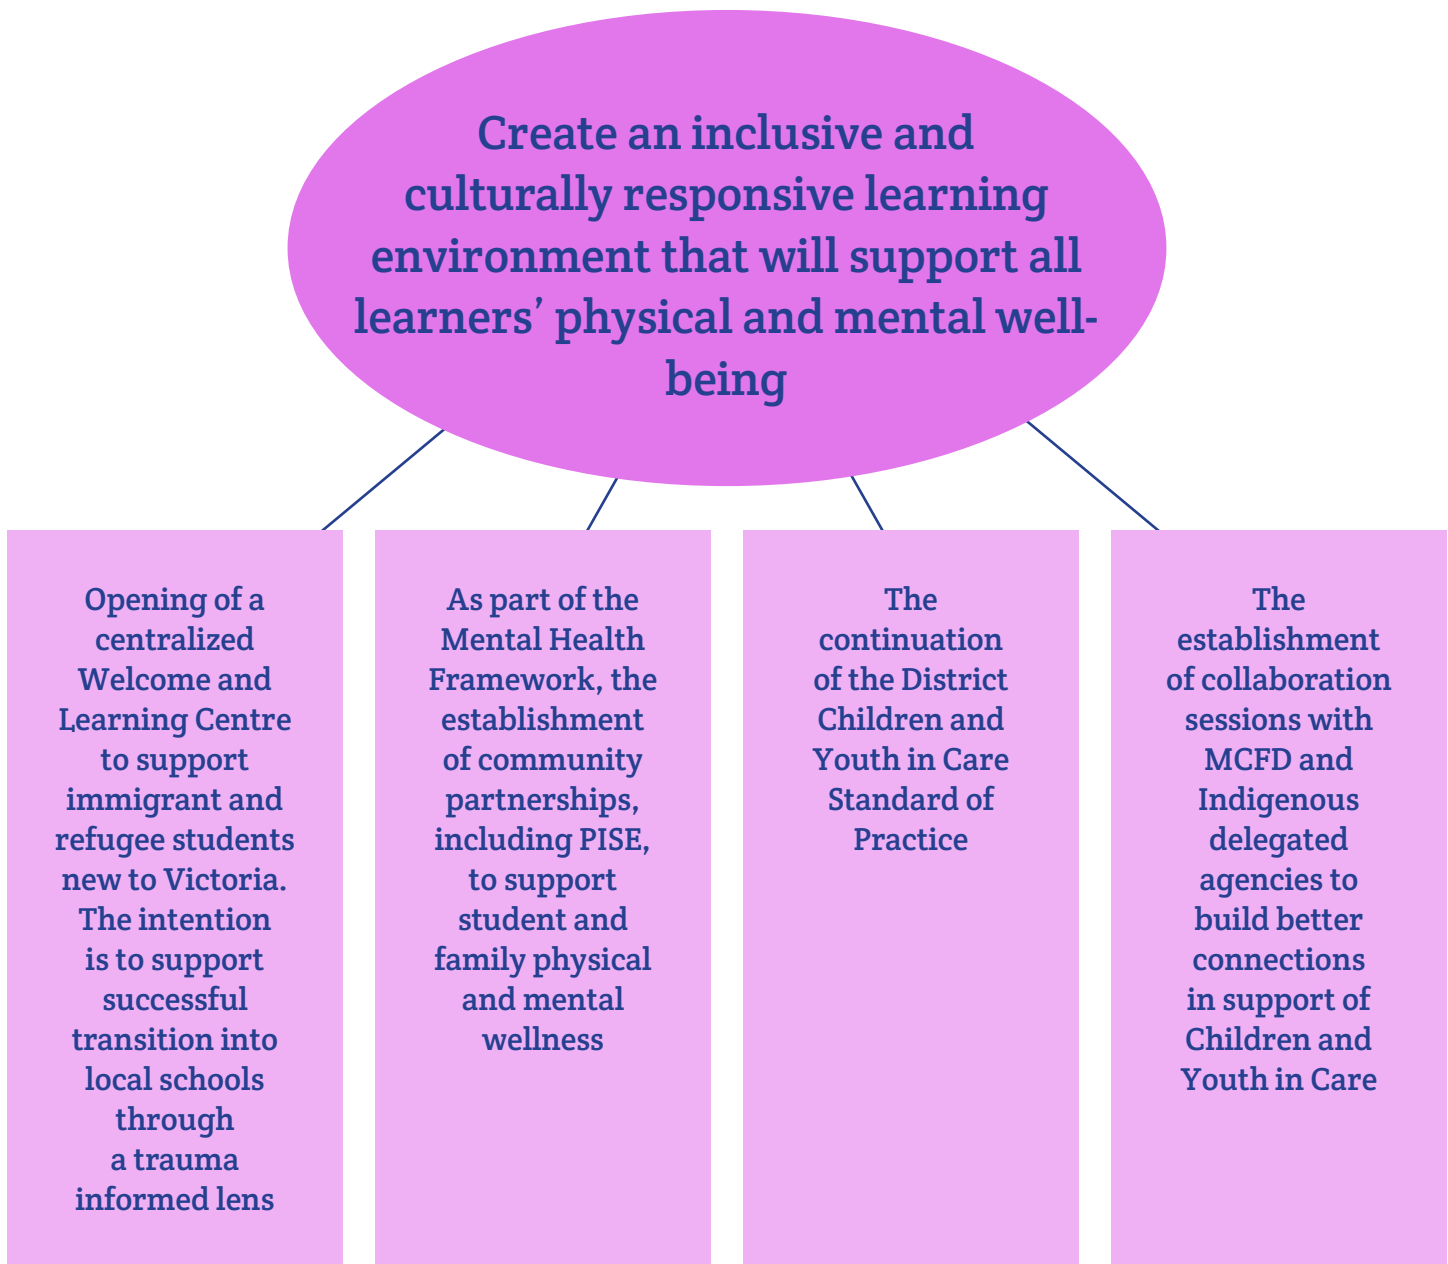 Create an inclusive and
culturally responsive learning
environment that will support all
learners’ physical and mental well-
being
Opening of a
centralized
Welcome and
Learning Centre
to support
immigrant and
refugee students
new to Victoria.
The intention
is to support
successful
transition into
local schools
through
a trauma
informed lens
As part of the
Mental Health
Framework, the
establishment
of community
partnerships,
including PISE,
to support
student and
family physical
and mental
wellness
The
continuation
of the District
Children and
Youth in Care
Standard of
Practice
The
establishment
of collaboration
sessions with
MCFD and
Indigenous
delegated
agencies to
build better
connections
in support of
Children and
Youth in Care